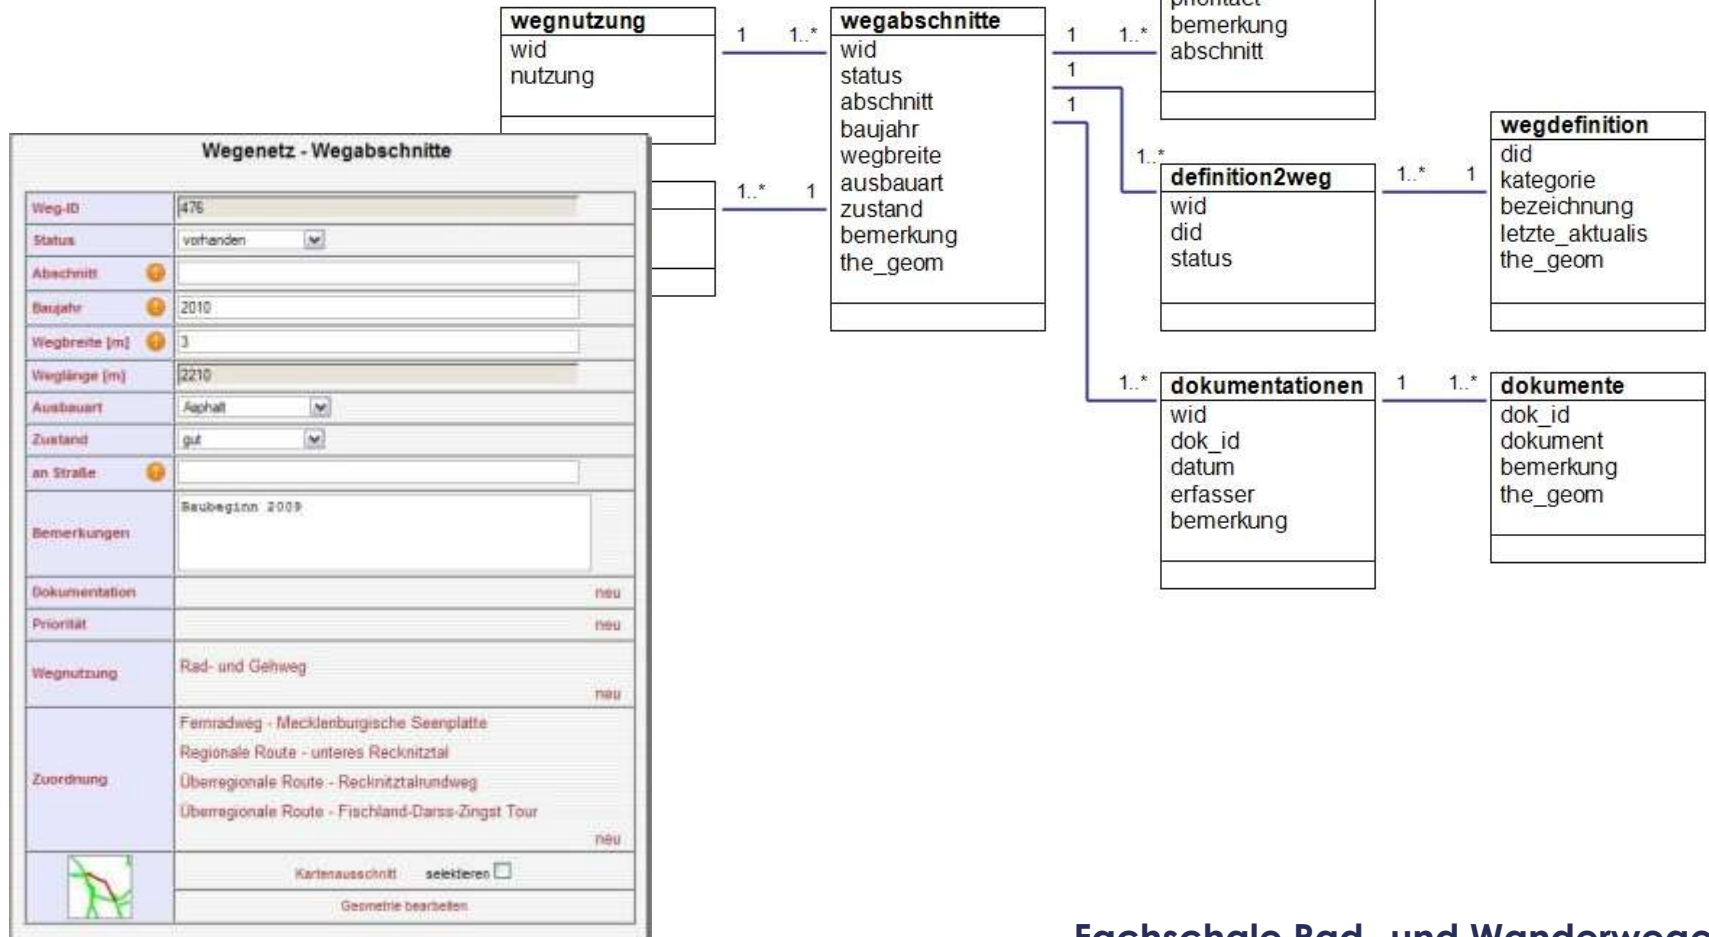 wegnutzung
wid
nutzung
1 1..*
wegabschnitte
wid
status
abschnitt
baujahr
wegbreite
ausbauart
zustand
bemerkung
the_geom
1..* 1
1 1..*
1
1
bemerkung
abschnitt
1..*
definition2weg
wid
did
status
1..* 1
wegdefinition
did
kategorie
bezeichnung
letzte_aktualis
the_geom
1..*
dokumentationen
wid
dok_id
datum
erfasser
bemerkung
1 1..*
dokumente
dok_id
dokument
bemerkung
the_geom
Wegenetz - Wegabschnitte
Weg-ID 476
Status vorhanden
Abschnitt
Baujahr 2010
Wegbreite [m] 3
Weglänge [m] 2210
Ausbauart Asphalt
Zustand gut
an Straße
Bemerkungen Baubeginn 2009
Dokumentation neu
Priorität neu
Wegnutzung Rad- und Gehweg
neu
Zuordnung
Fernradweg - Mecklenburgische Seenplatte
Regionale Route - unteres Recknitztal
Überregionale Route - Recknitztalrundweg
Überregionale Route - Fischland-Darss-Zingst Tour
neu
Kartenausschnitt selektieren
Geometrie bearbeiten
Fachschale Rad- und Wanderwege